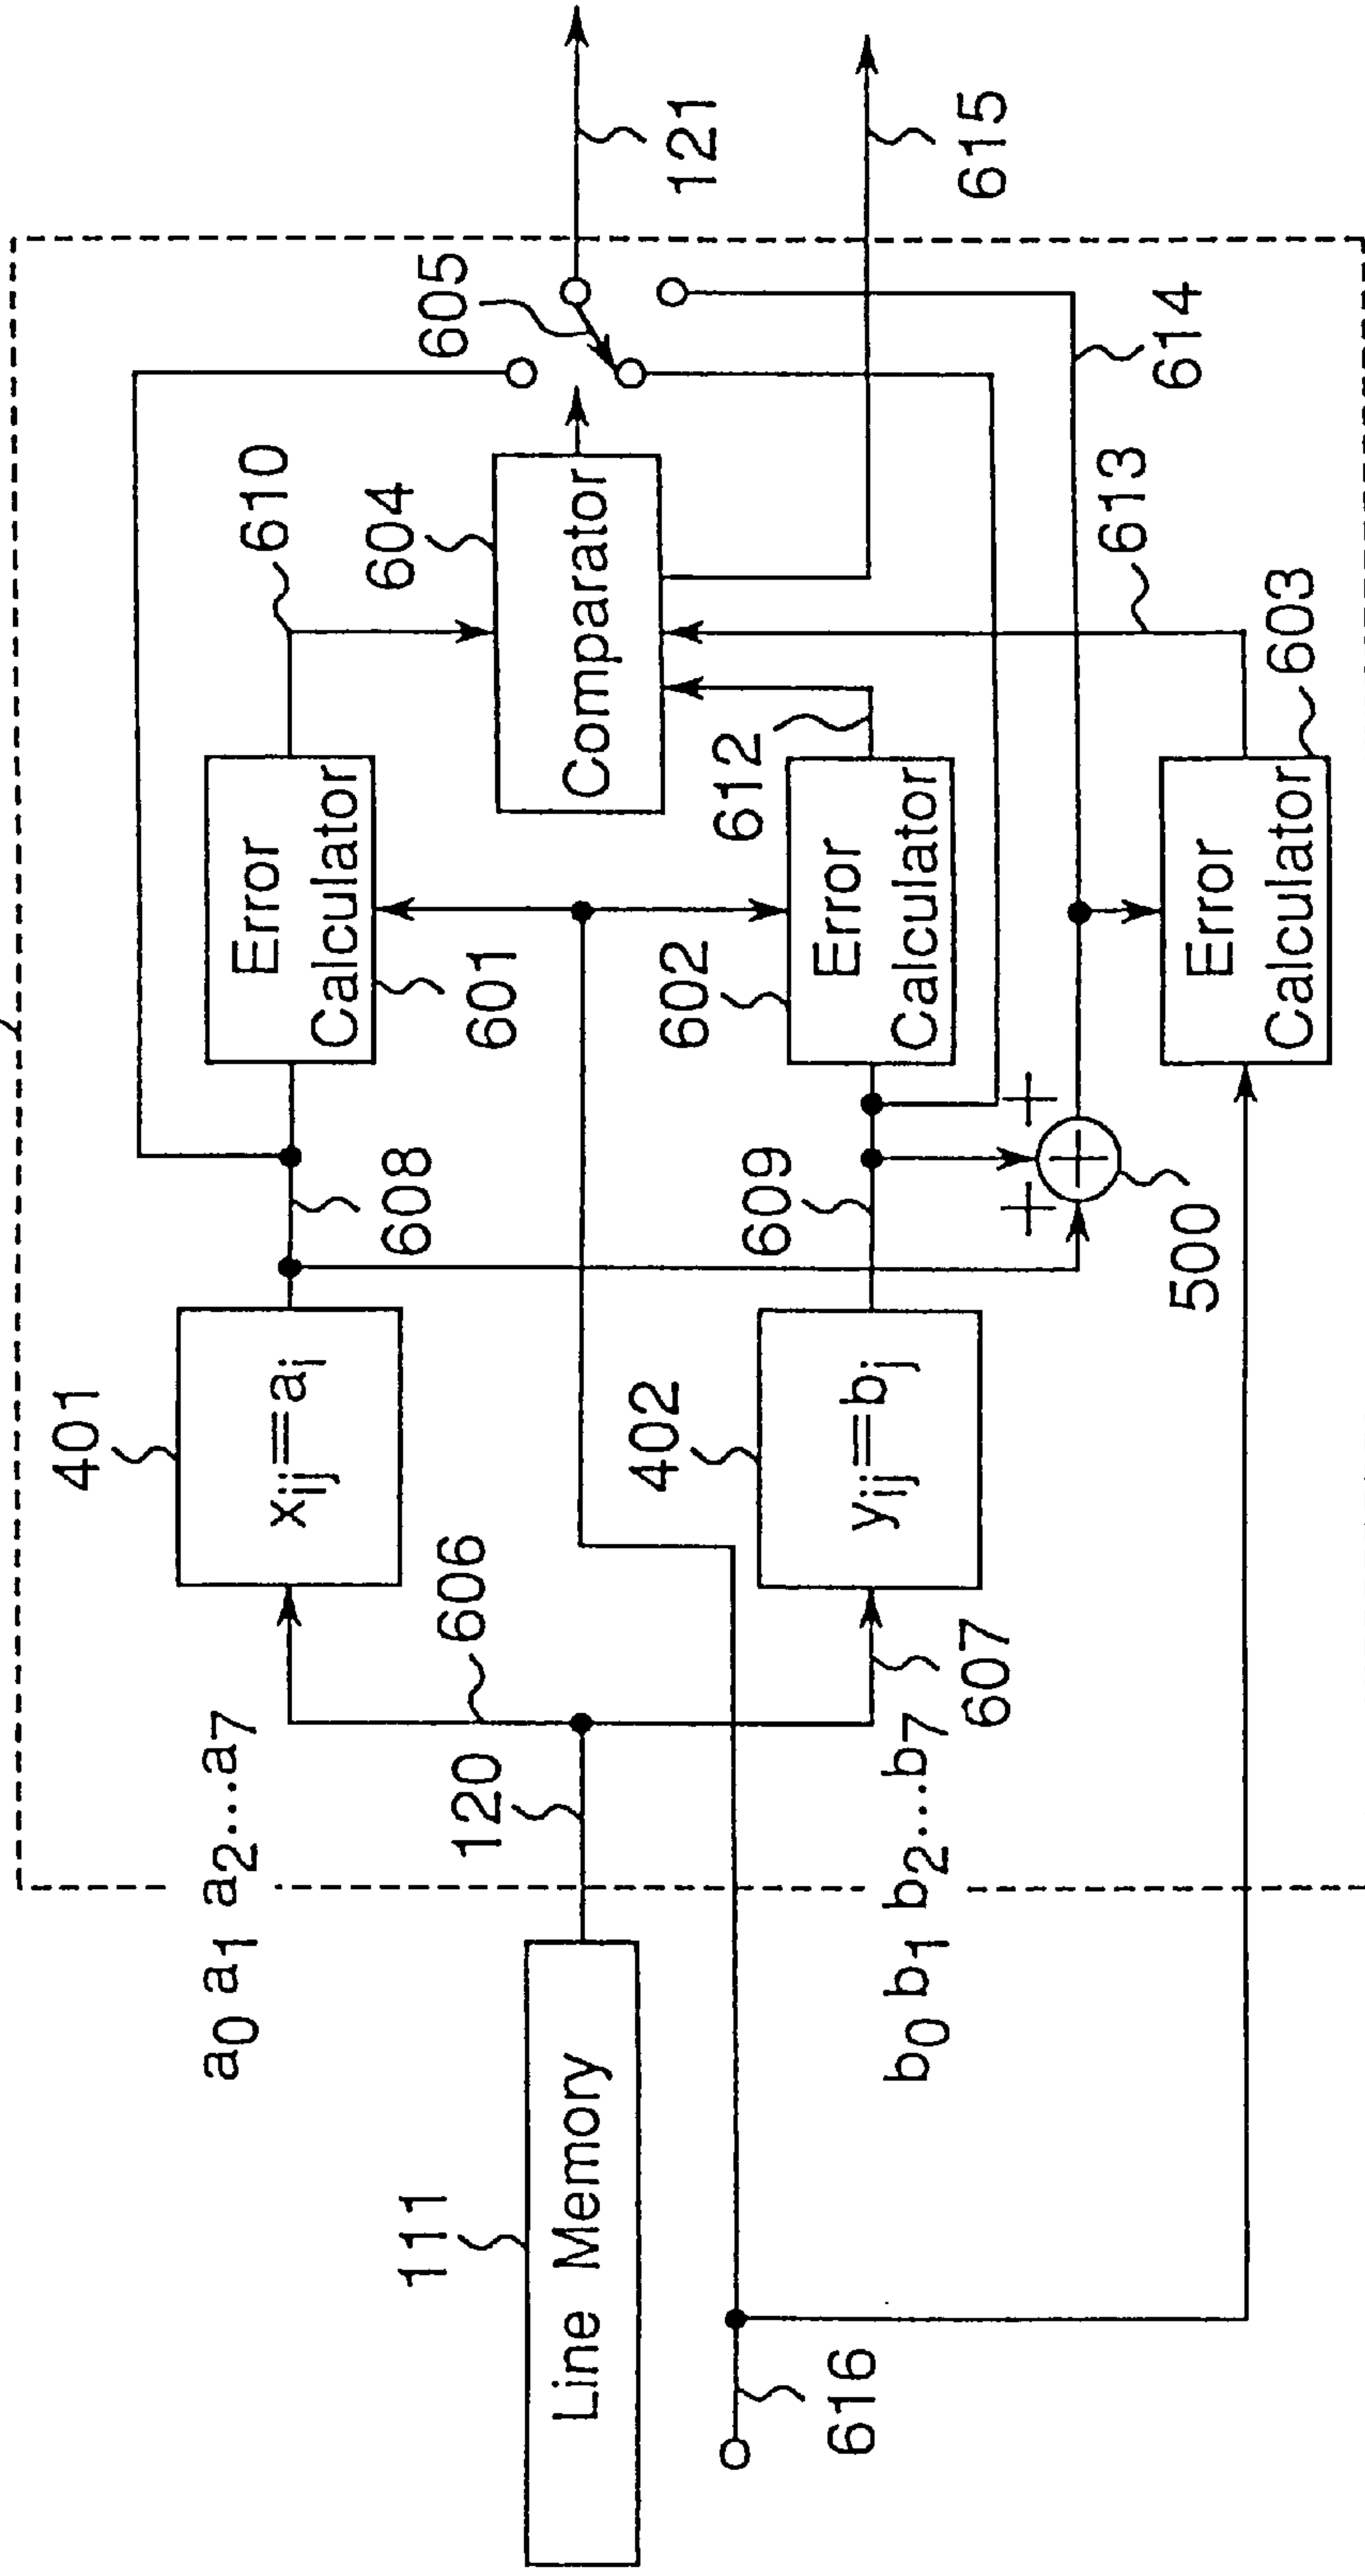 111
Line Memory
616
a0 a1 a2...a7
120
606
b0 b1 b2...b7
607
401
xij=ai
402
yij=bj
608
609
+
+
500
Error
Calculator
601
602
Error
Calculator
Error
Calculator
603
610
612
613
604
Comparator
605
614
121
615